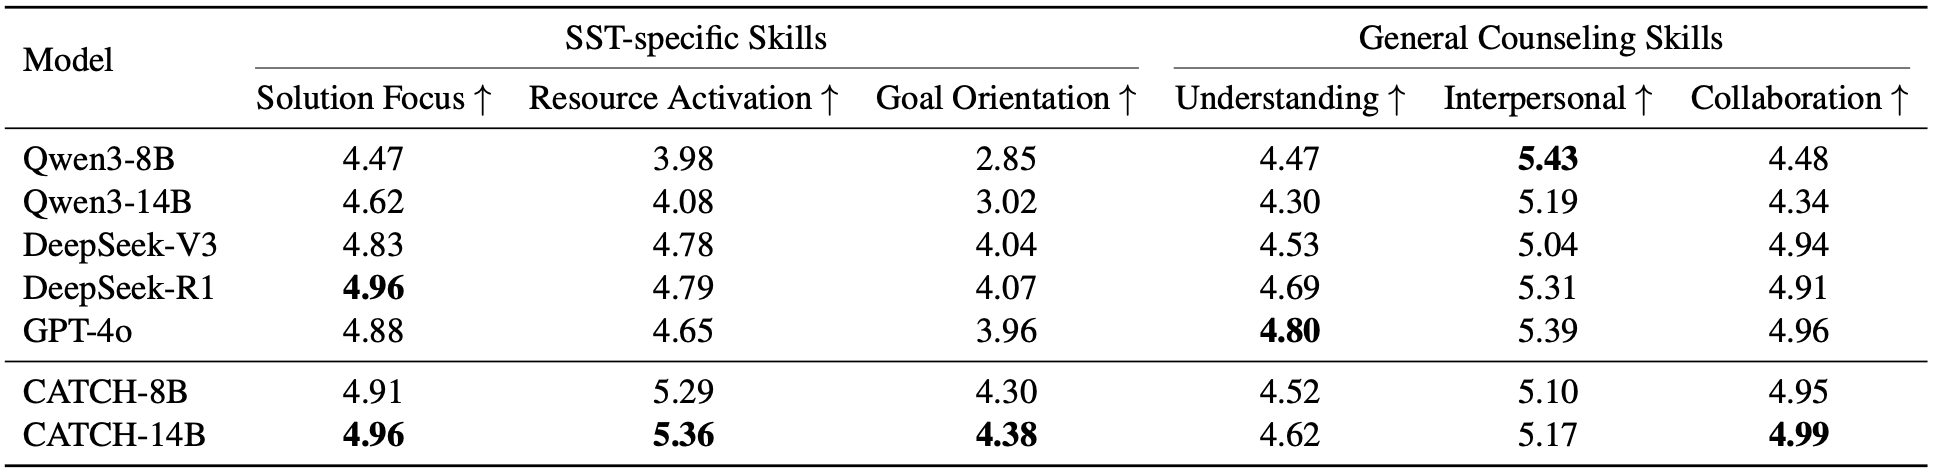 Model SST-specific Skills General Counseling Skills
Solution Focus ↑ Resource Activation ↑ Goal Orientation ↑ Understanding ↑ Interpersonal ↑ Collaboration ↑
Qwen3-8B 4.47 3.98 2.85 4.47 5.43 4.48
Qwen3-14B 4.62 4.08 3.02 4.30 5.19 4.34
DeepSeek-V3 4.83 4.78 4.04 4.53 5.04 4.94
DeepSeek-R1 4.96 4.79 4.07 4.69 5.31 4.91
GPT-4o 4.88 4.65 3.96 4.80 5.39 4.96
CATCH-8B 4.91 5.29 4.30 4.52 5.10 4.95
CATCH-14B 4.96 5.36 4.38 4.62 5.17 4.99